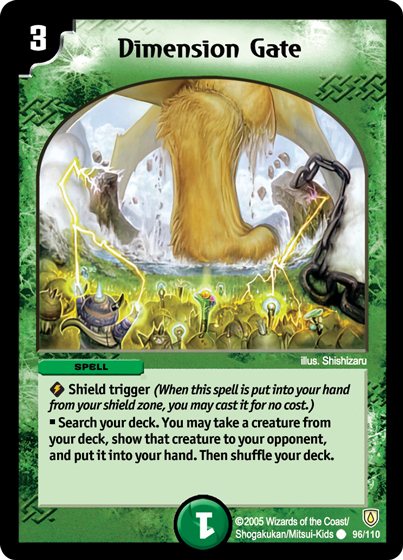 3
Dimension Gate
illus. Shishizaru
SPELL
Shield trigger (When this spell is put into your hand
from your shield zone, you may cast it for no cost.)
▪ Search your deck. You may take a creature from
your deck, show that creature to your opponent,
and put it into your hand. Then shuffle your deck.
1
©2005 Wizards of the Coast/
Shogakukan/Mitsui-Kids ● 96/110